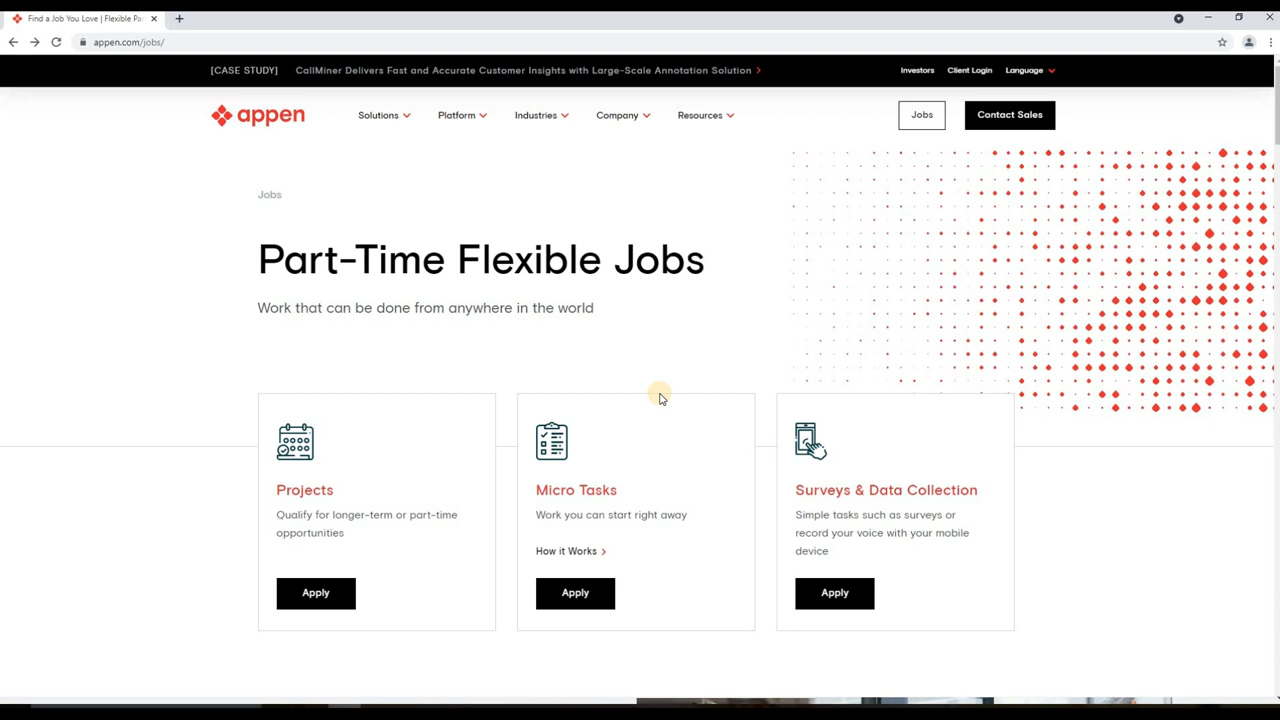 Find a Job You Love | Flexible Pa
appen.com/jobs/
[CASE STUDY] CallMiner Delivers Fast and Accurate Customer Insights with Large-Scale Annotation Solution
Investors Client Login Language
appen Solutions Platform Industries Company Resources Jobs Contact Sales
Jobs
Part-Time Flexible Jobs
Work that can be done from anywhere in the world
Projects
Qualify for longer-term or part-time
opportunities
Apply
Micro Tasks
Work you can start right away
How it Works
Apply
Surveys & Data Collection
Simple tasks such as surveys or
record your voice with your mobile
device
Apply